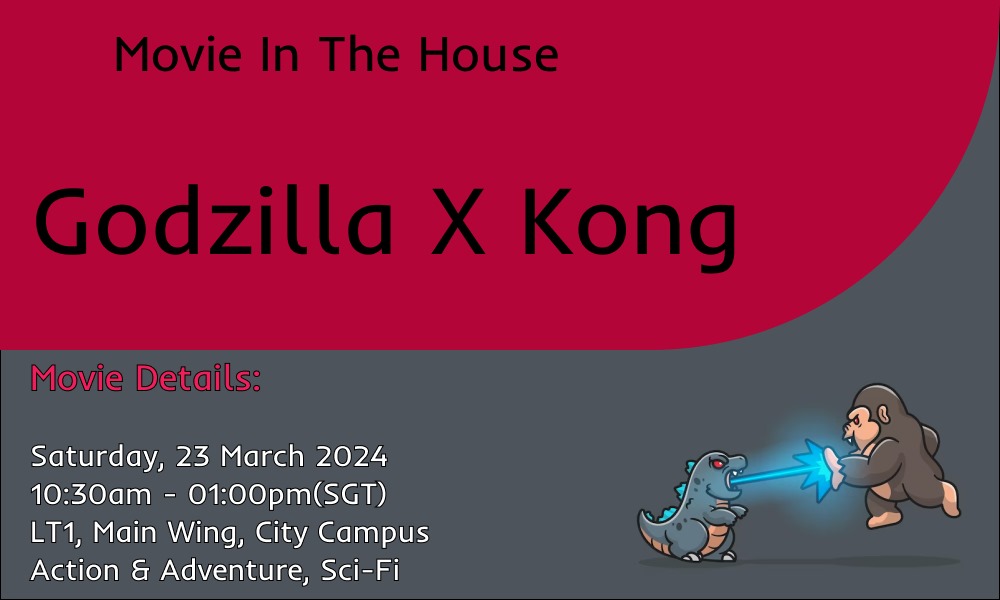 Movie In The House
Godzilla X Kong
Movie Details:
Saturday, 23 March 2024
10:30am - 01:00pm(SGT)
LT1, Main Wing, City Campus
Action & Adventure, Sci-Fi